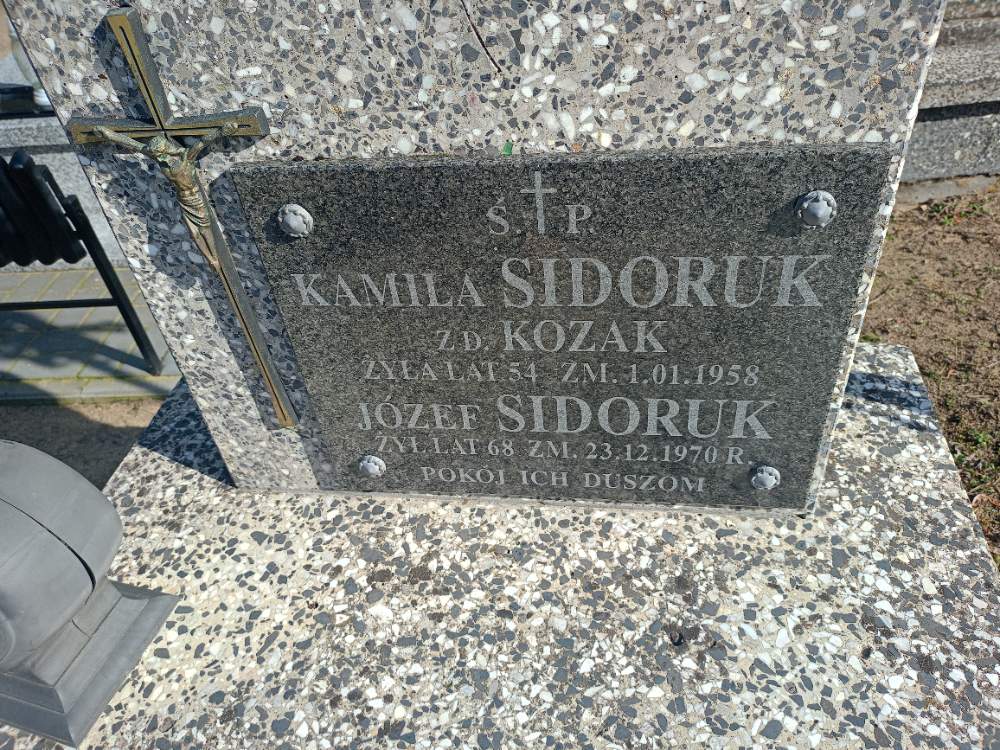 Ś. † P.
KAMILA SIDORUK
Z D. KOZAK
ŻYŁA LAT 54 ZM. 1.01.1958
JÓZEF SIDORUK
ŻYŁ LAT 68 ZM. 23.12.1970 R.
POKÓJ ICH DUSZOM